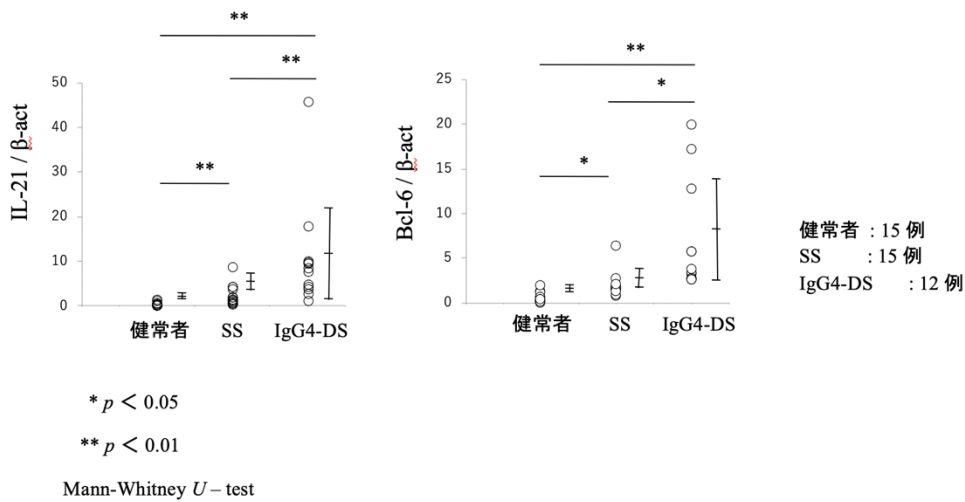 **
**
**
IL-21 / β-act
50
40
30
20
10
0
健常者 SS IgG4-DS
**
*
*
Bcl-6 / β-act
25
20
15
10
5
0
健常者 SS IgG4-DS
健常者 : 15 例
SS : 15 例
IgG4-DS : 12 例
* p < 0.05
** p < 0.01
Mann-Whitney U – test